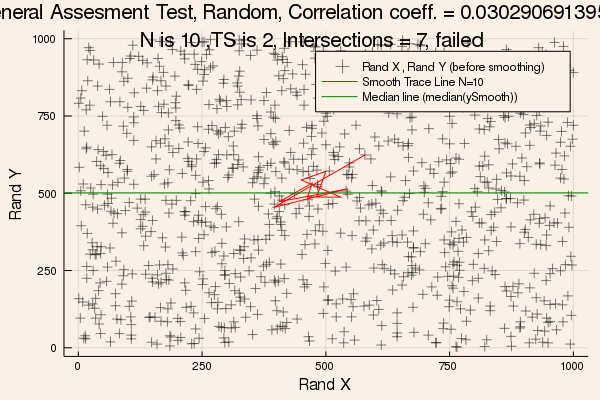 neral Assesment Test, Random, Correlation coeff. = 0.030290691395
N is 10 ,TS is 2, Intersections = 7, failed
Rand X , Rand Y (before smoothing)
Smooth Trace Line N=10
Median line (median(ySmooth))
1000
750
500
250
0
Rand Y
0 250 500 750 1000
Rand X